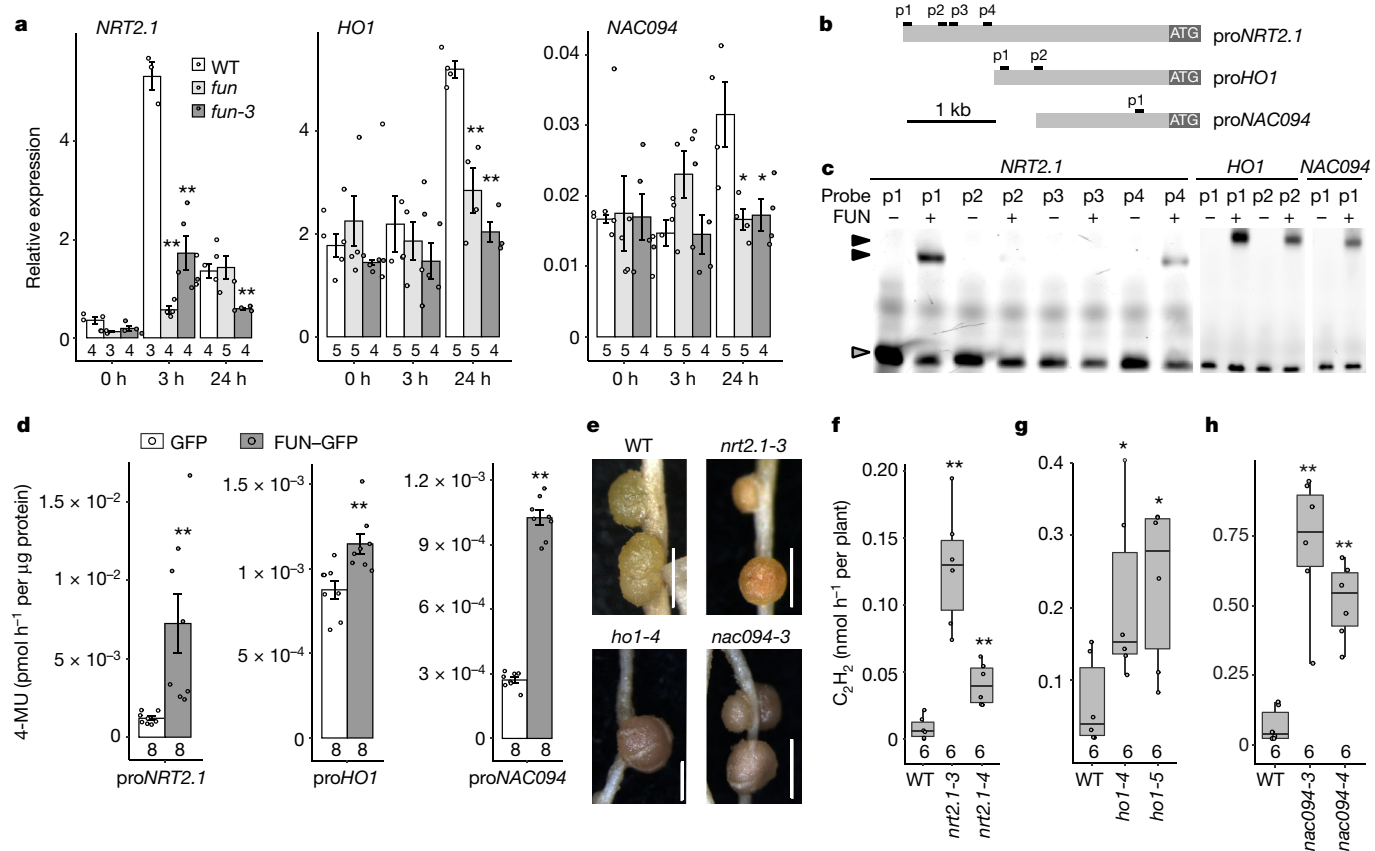 a
NRT2.1
HO1
NAC094
WT
fun
fun-3
Relative expression
4
2
0
4
2
0
0.04
0.03
0.02
0.01
0
** ** **
** **
* *
4 3 4 3 4 4 4 5 4
0 h 3 h 24 h
5 5 4 5 5 4 5 5 4
0 h 3 h 24 h
5 5 4 5 5 4 5 5 4
0 h 3 h 24 h
b
p1 p2 p3 p4
ATG proNRT2.1
p1 p2
ATG proHO1
1 kb
p1
ATG proNAC094
c
NRT2.1 HO1 NAC094
Probe p1 p1 p2 p2 p3 p3 p4 p4 p1 p1 p2 p2 p1 p1
FUN − + − + − + − + − + − + − +
d
GFP FUN–GFP
4-MU (pmol h⁻¹ per µg protein)
1.5 × 10⁻²
1 × 10⁻²
5 × 10⁻³
0
**
8 8
proNRT2.1
1.5 × 10⁻³
1 × 10⁻³
5 × 10⁻⁴
0
**
8 8
proHO1
1.2 × 10⁻³
9 × 10⁻⁴
6 × 10⁻⁴
3 × 10⁻⁴
0
**
8 8
proNAC094
e
WT nrt2.1-3
ho1-4 nac094-3
f
C₂H₂ (nmol h⁻¹ per plant)
0.20
0.15
0.10
0.05
0
** **
6 6 6
WT nrt2.1-3 nrt2.1-4
g
0.4
0.3
0.2
0.1
* *
6 6 6
WT ho1-4 ho1-5
h
0.75
0.50
0.25
0
** **
6 6 6
WT nac094-3 nac094-4